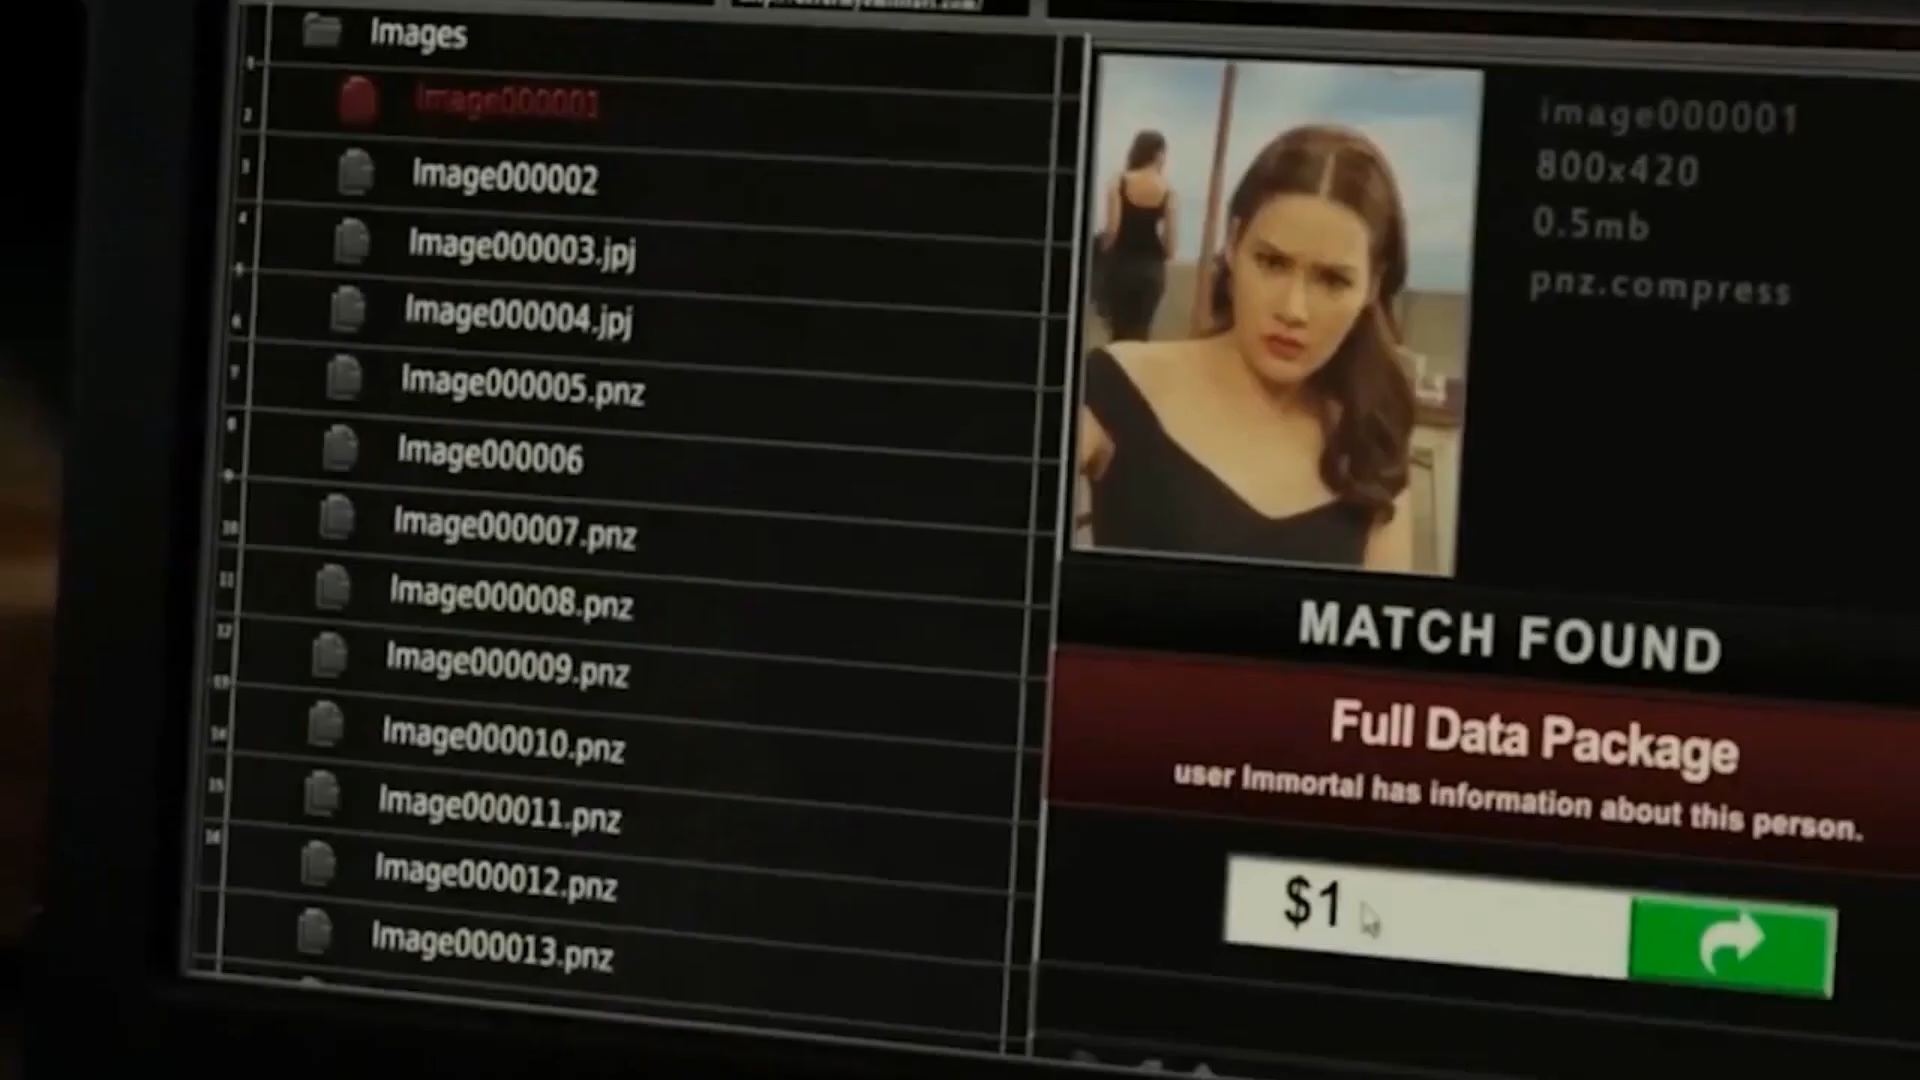 Images
Image000001
Image000002
Image000003.jpj
Image000004.jpj
Image000005.pnz
Image000006
Image000007.pnz
Image000008.pnz
Image000009.pnz
Image000010.pnz
Image000011.pnz
Image000012.pnz
Image000013.pnz
image000001
800x420
0.5mb
pnz.compress
MATCH FOUND
Full Data Package
user Immortal has information about this person.
$1